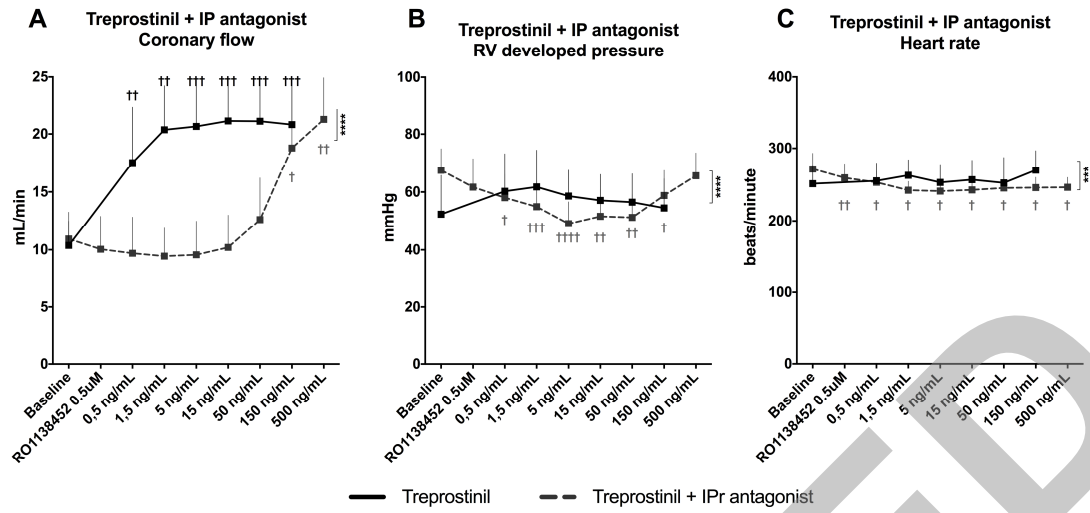 A
Treprostinil + IP antagonist
Coronary flow
mL/min
25
20
15
10
5
0
††
††
†††
†††
†††
†††
†
††
****
Baseline
RO1138452 0.5uM
0,5 ng/mL
1,5 ng/mL
5 ng/mL
15 ng/mL
50 ng/mL
150 ng/mL
500 ng/mL
B
Treprostinil + IP antagonist
RV developed pressure
mmHg
100
80
60
40
20
0
†
†††
††††
††
††
†
****
Baseline
RO1138452 0.5uM
0,5 ng/mL
1,5 ng/mL
5 ng/mL
15 ng/mL
50 ng/mL
150 ng/mL
500 ng/mL
C
Treprostinil + IP antagonist
Heart rate
beats/minute
400
300
200
100
0
††
†
†
†
†
†
†
†
***
Baseline
RO1138452 0.5uM
0,5 ng/mL
1,5 ng/mL
5 ng/mL
15 ng/mL
50 ng/mL
150 ng/mL
500 ng/mL
Treprostinil
Treprostinil + IPr antagonist